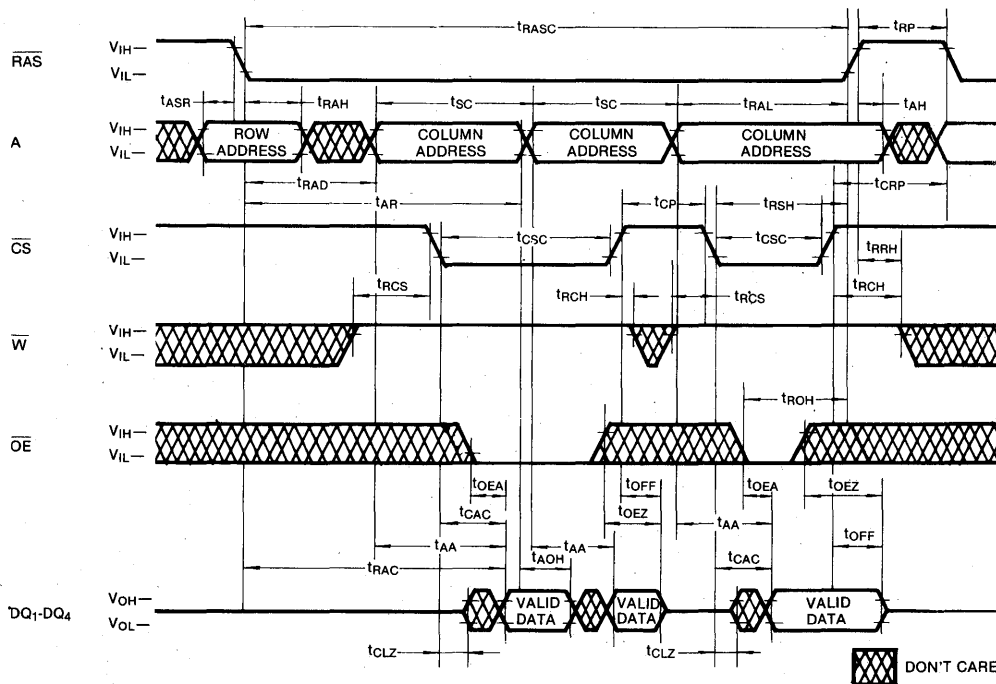 tRASC tRP
RAS VIH—
VIL—
tASR tRAH tSC tSC tRAL tAH
A VIH—
VIL—
ROW ADDRESS
COLUMN ADDRESS
COLUMN ADDRESS
COLUMN ADDRESS
tRAD tCRP
tAR tCP tRSH
CS VIH—
VIL—
tCSC tCSC tRRH
tRCS tRCH tRCS tRCH
W VIH—
VIL—
tROH
OE VIH—
VIL—
tOEA tOFF tOEA tOEZ
tCAC tOEZ tAA tOFF
tAA tAA tCAC
tRAC tAOH
DQ1-DQ4 VOH—
VOL—
VALID DATA
VALID DATA
VALID DATA
tCLZ tCLZ
DON'T CARE